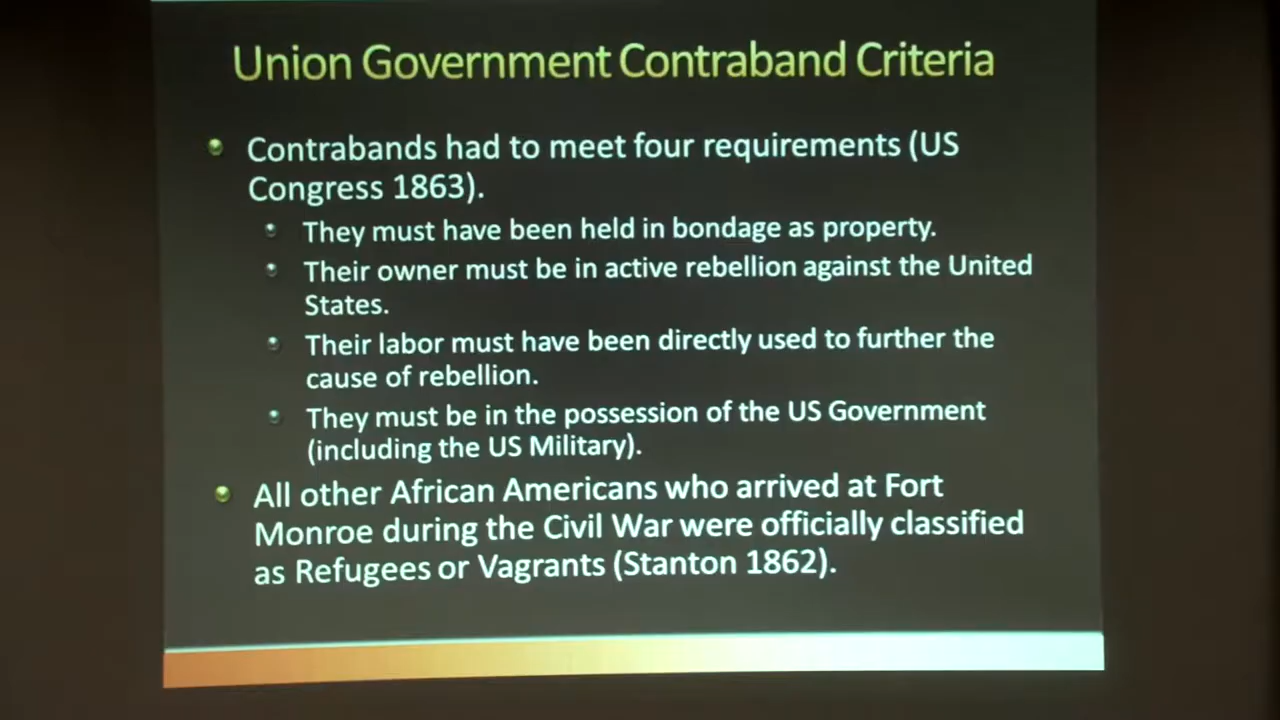 Union Government Contraband Criteria
Contrabands had to meet four requirements (US
Congress 1863).
They must have been held in bondage as property.
Their owner must be in active rebellion against the United
States.
Their labor must have been directly used to further the
cause of rebellion.
They must be in the possession of the US Government
(including the US Military).
All other African Americans who arrived at Fort
Monroe during the Civil War were officially classified
as Refugees or Vagrants (Stanton 1862).